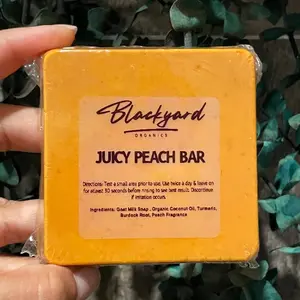 Blackyard
ORGANICS
JUICY PEACH BAR
Directions: Test a small area prior to use. Use twice a day & leave on
for atleast 30 seconds before rinsing to see best result. Discontinue
if irritation occurs.
Ingredients: Goat Milk Soap , Organic Coconut Oil, Turmeric,
Burdock Root, Peach Fragrance